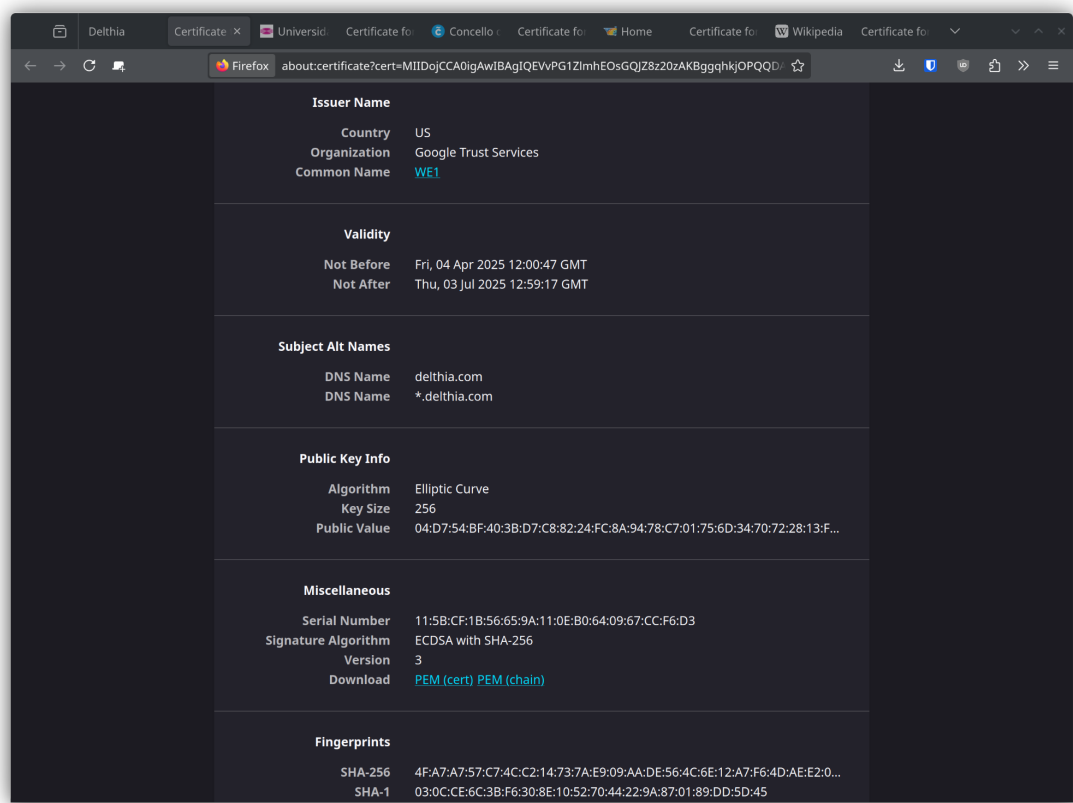 Delthia Certificate × Universid Certificate fo Concello Certificate fo Home Certificate fo Wikipedia Certificate fo
Firefox about:certificate?cert=MIIDojCCA0igAwIBAgIQEVvPG1ZlmhEOsGQJZ8z20zAKBggqhkjOPQQDA
Issuer Name
Country US
Organization Google Trust Services
Common Name WE1
Validity
Not Before Fri, 04 Apr 2025 12:00:47 GMT
Not After Thu, 03 Jul 2025 12:59:17 GMT
Subject Alt Names
DNS Name delthia.com
DNS Name *.delthia.com
Public Key Info
Algorithm Elliptic Curve
Key Size 256
Public Value 04:D7:54:BF:40:3B:D7:C8:82:24:FC:8A:94:78:C7:01:75:6D:34:70:72:28:13:F...
Miscellaneous
Serial Number 11:5B:CF:1B:56:65:9A:11:0E:B0:64:09:67:CC:F6:D3
Signature Algorithm ECDSA with SHA-256
Version 3
Download PEM (cert) PEM (chain)
Fingerprints
SHA-256 4F:A7:A7:57:C7:4C:C2:14:73:7A:E9:09:AA:DE:56:4C:6E:12:A7:F6:4D:AE:E2:0...
SHA-1 03:0C:CE:6C:3B:F6:30:8E:10:52:70:44:22:9A:87:01:89:DD:5D:45